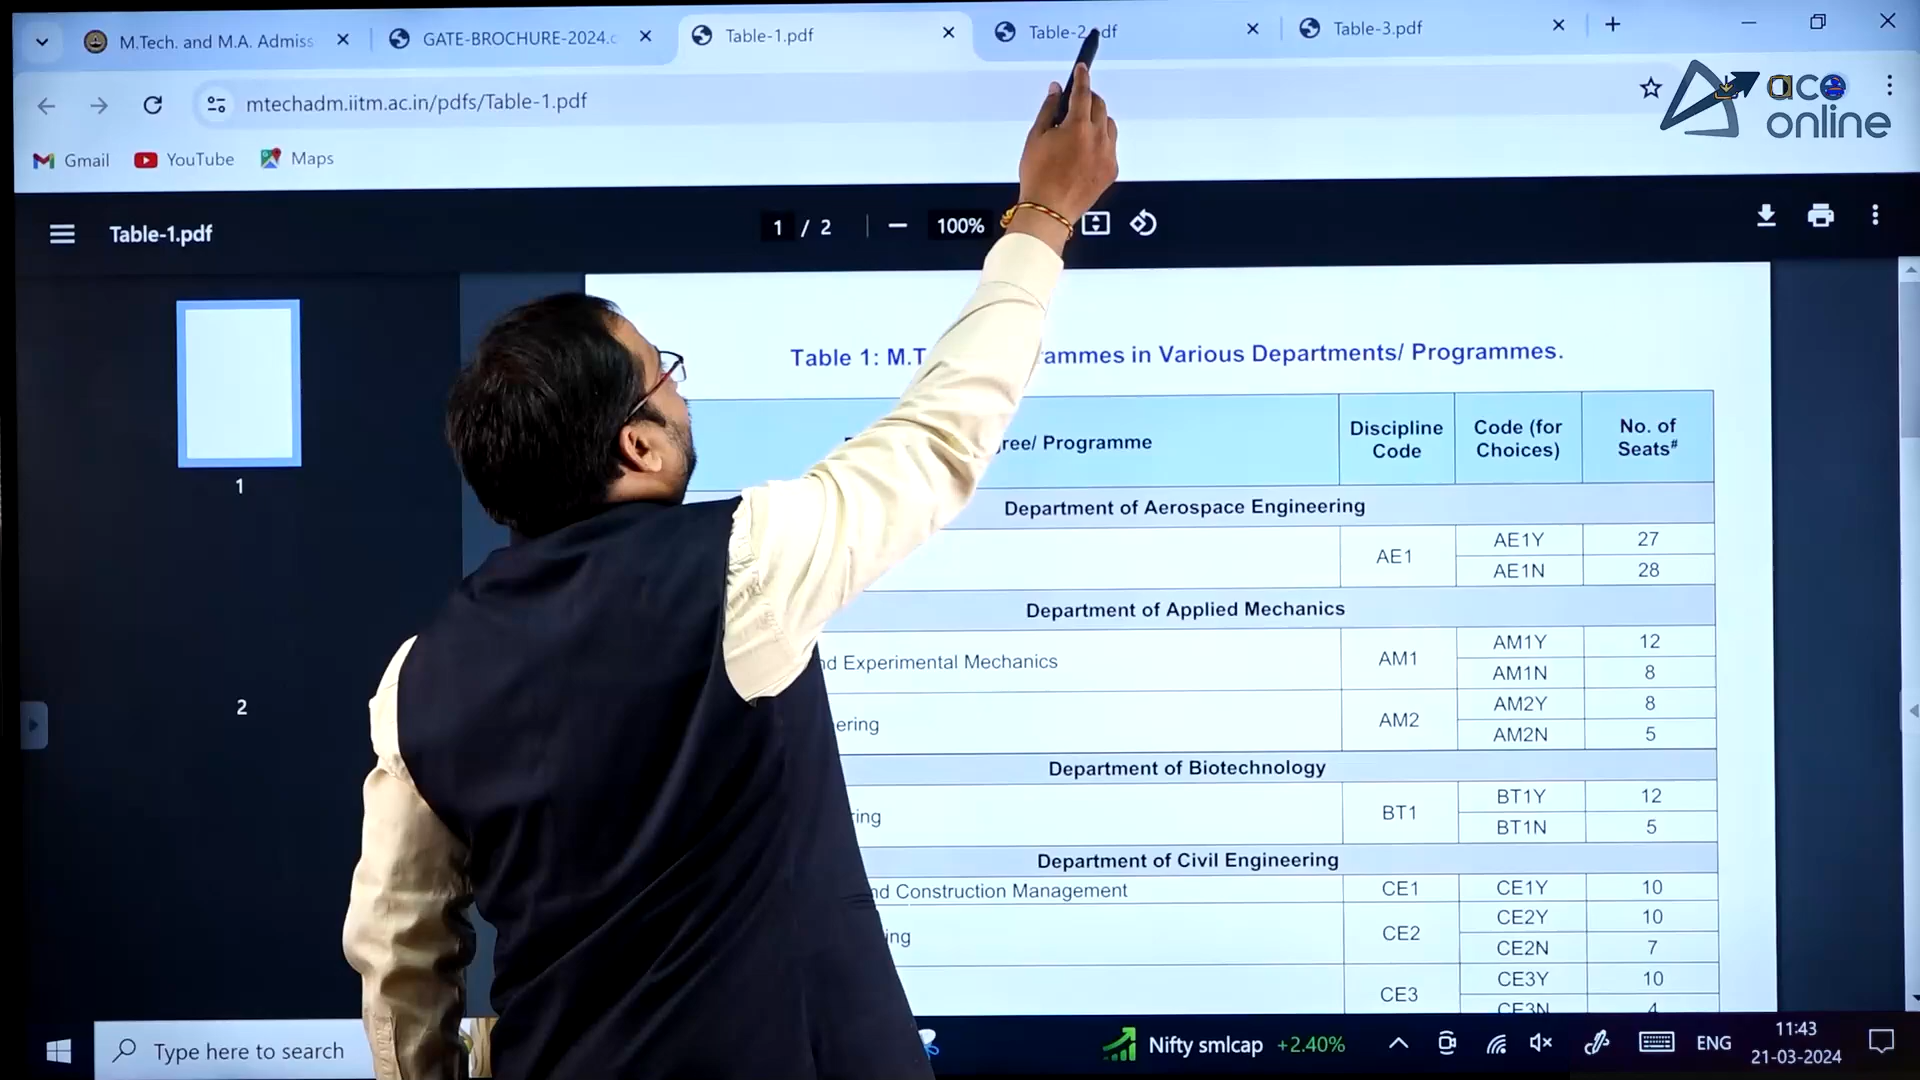 M.Tech. and M.A. Admiss
GATE-BROCHURE-2024.c
Table-1.pdf
Table-2.pdf
Table-3.pdf
mtechadm.iitm.ac.in/pdfs/Table-1.pdf
ace
online
Gmail
YouTube
Maps
Table-1.pdf
1 / 2
100%
1
2
Table 1: M.T ammes in Various Departments/ Programmes.
ree/ Programme
Discipline
Code
Code (for
Choices)
No. of
Seats#
Department of Aerospace Engineering
AE1
AE1Y 27
AE1N 28
Department of Applied Mechanics
nd Experimental Mechanics
AM1
AM1Y 12
AM1N 8
ering
AM2
AM2Y 8
AM2N 5
Department of Biotechnology
ring
BT1
BT1Y 12
BT1N 5
Department of Civil Engineering
nd Construction Management
CE1
CE1Y 10
ing
CE2
CE2Y 10
CE2N 7
CE3
CE3Y 10
CE3N 4
Type here to search
Nifty smlcap +2.40%
ENG
11:43
21-03-2024